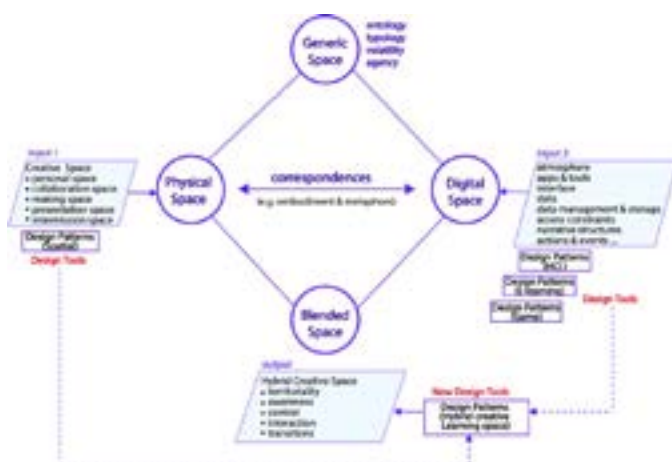 Generic
Space
ontology
typology
volatility
agency
Input 1
Creative Space
• personal space
• collaboration space
• making space
• presentation space
• intermission space
Design Patterns
(Spatial)
Design Tools
Physical
Space
correspondences
(e.g. embodiment & metaphors)
Digital
Space
Input 2
atmosphere
apps & tools
interface
data
data management & storage
access constraints
narrative structures
actions & events ...
Design Patterns
(HCI)
Design Patterns
(E-learning)
Design Patterns
(Game)
Design Tools
Blended
Space
output
Hybrid Creative Space
• territoriality
• awareness
• control
• interaction
• transitions
New Design Tools
Design Patterns
(Hybrid creative
Learning space)